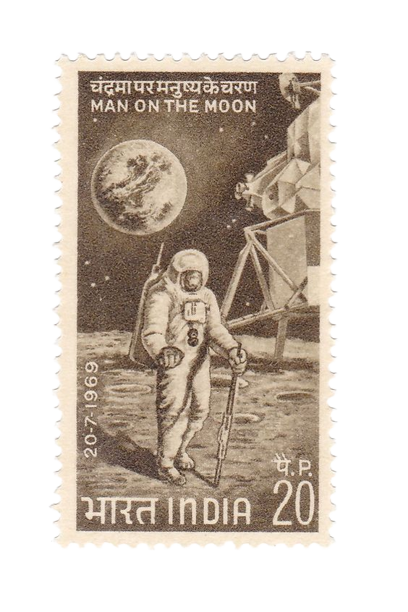 चंद्रमा पर मनुष्य के चरण
MAN ON THE MOON
20-7-1969
पै. P.
भारत INDIA 20